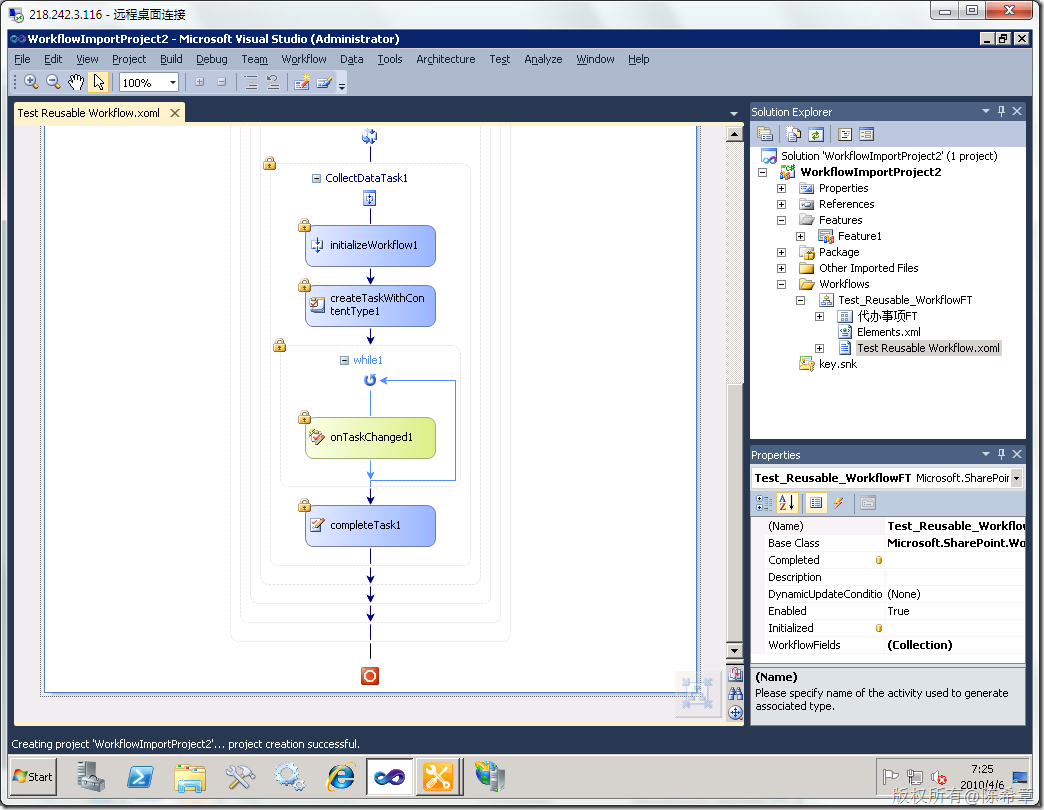 218.242.3.116 - 远程桌面连接
WorkflowImportProject2 - Microsoft Visual Studio (Administrator)
File Edit View Project Build Debug Team Workflow Data Tools Architecture Test Analyze Window Help
100%
Test Reusable Workflow.xoml
CollectDataTask1
initializeWorkflow1
createTaskWithCon
tentType1
while1
onTaskChanged1
completeTask1
Solution Explorer
Solution 'WorkflowImportProject2' (1 project)
WorkflowImportProject2
Properties
References
Features
Feature1
Package
Other Imported Files
Workflows
Test_Reusable_WorkflowFT
代办事项FT
Elements.xml
Test Reusable Workflow.xoml
key.snk
Properties
Test_Reusable_WorkflowFT Microsoft.SharePoin
(Name) Test_Reusable_Workflow
Base Class Microsoft.SharePoint.Wo
Completed
Description
DynamicUpdateConditio (None)
Enabled True
Initialized
WorkflowFields (Collection)
(Name)
Please specify name of the activity used to generate
associated type.
Creating project 'WorkflowImportProject2'... project creation successful.
Start
7:25
2010/4/6
版权所有@陈希章